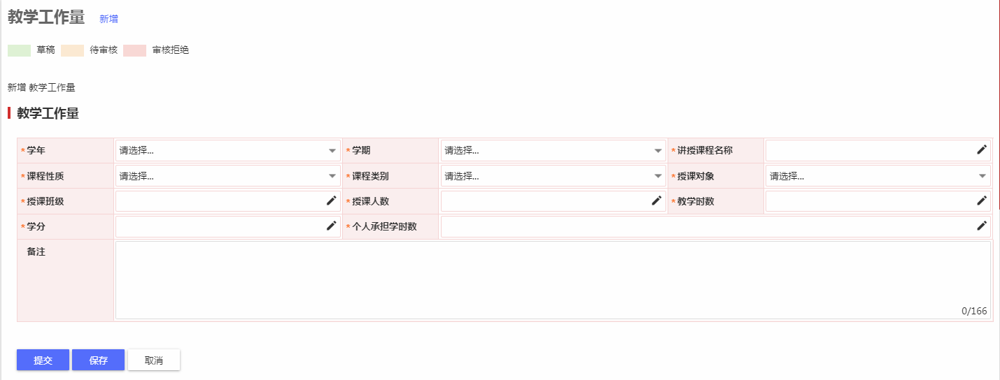 教学工作量 新增
草稿 待审核 审核拒绝
新增 教学工作量
教学工作量
*学年 请选择... *学期 请选择... *讲授课程名称
*课程性质 请选择... *课程类别 请选择... *授课对象 请选择...
*授课班级 *授课人数 *教学时数
*学分 *个人承担学时数
备注
0/166
提交 保存 取消